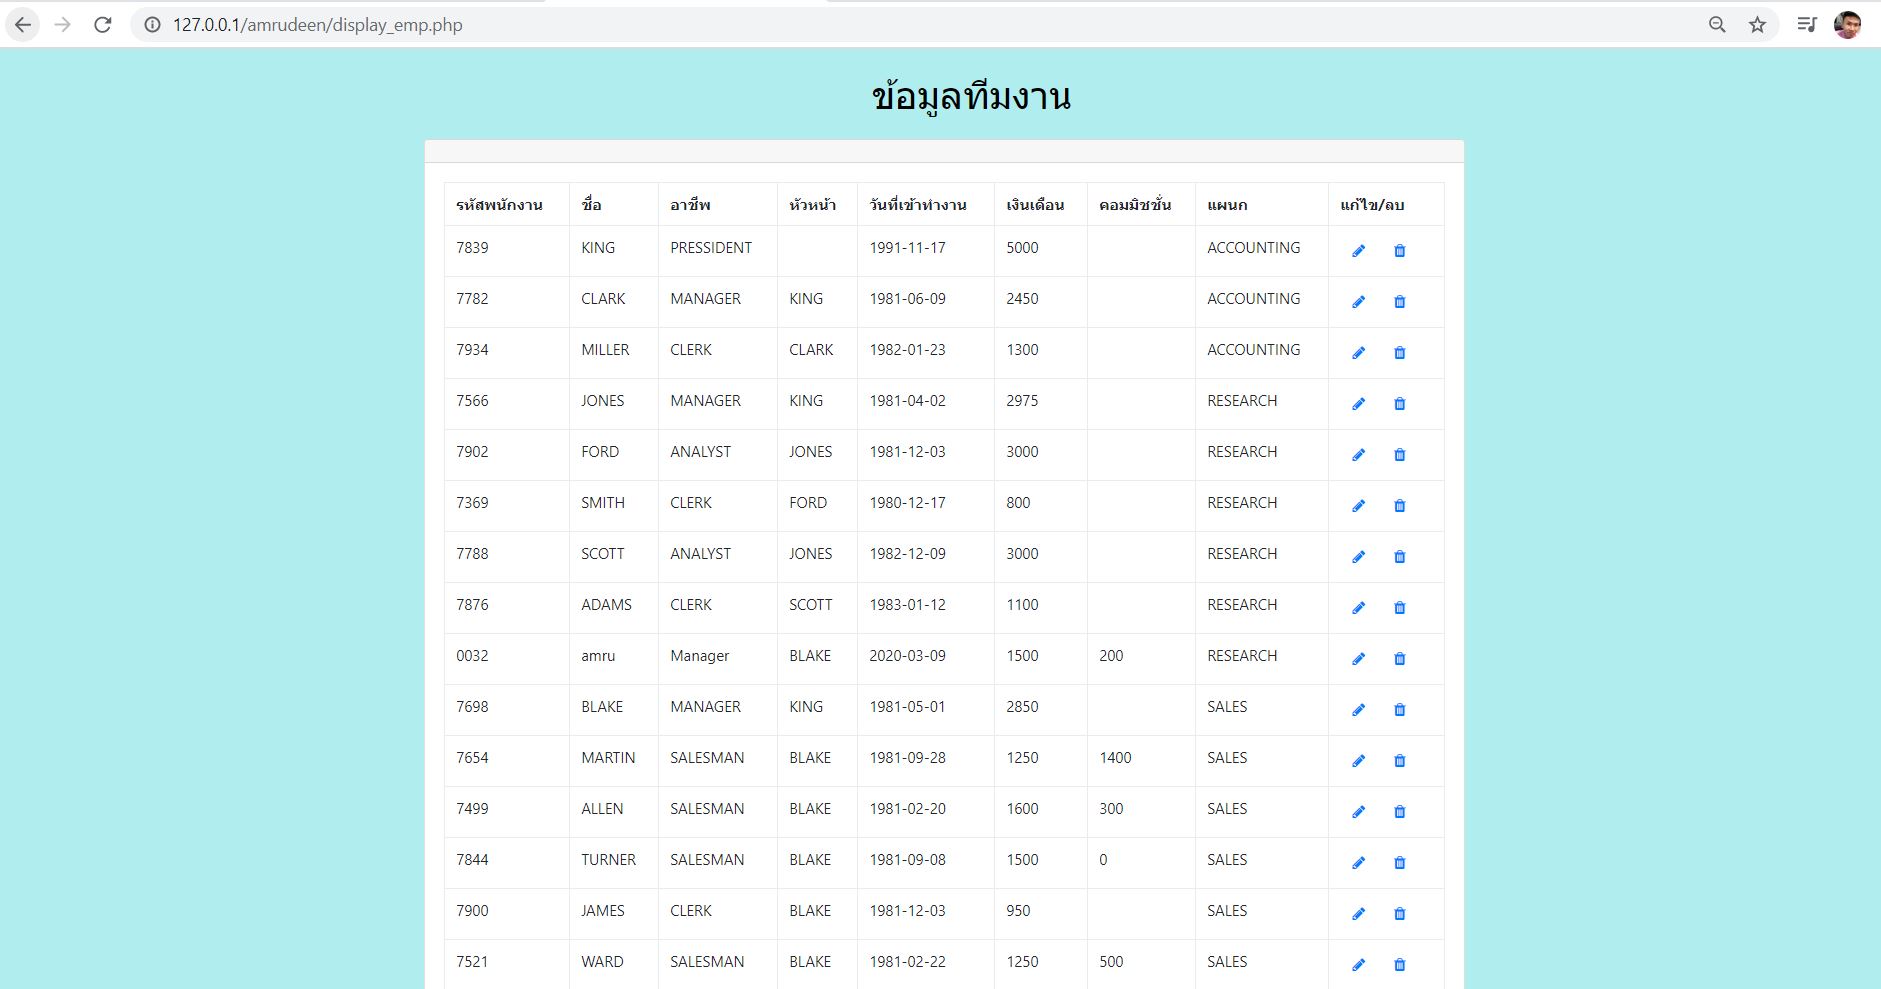 127.0.0.1/amrudeen/display_emp.php
ข้อมูลทีมงาน
รหัสพนักงาน ชื่อ อาชีพ หัวหน้า วันที่เข้าทำงาน เงินเดือน คอมมิชชั่น แผนก แก้ไข/ลบ
7839 KING PRESSIDENT 1991-11-17 5000 ACCOUNTING
7782 CLARK MANAGER KING 1981-06-09 2450 ACCOUNTING
7934 MILLER CLERK CLARK 1982-01-23 1300 ACCOUNTING
7566 JONES MANAGER KING 1981-04-02 2975 RESEARCH
7902 FORD ANALYST JONES 1981-12-03 3000 RESEARCH
7369 SMITH CLERK FORD 1980-12-17 800 RESEARCH
7788 SCOTT ANALYST JONES 1982-12-09 3000 RESEARCH
7876 ADAMS CLERK SCOTT 1983-01-12 1100 RESEARCH
0032 amru Manager BLAKE 2020-03-09 1500 200 RESEARCH
7698 BLAKE MANAGER KING 1981-05-01 2850 SALES
7654 MARTIN SALESMAN BLAKE 1981-09-28 1250 1400 SALES
7499 ALLEN SALESMAN BLAKE 1981-02-20 1600 300 SALES
7844 TURNER SALESMAN BLAKE 1981-09-08 1500 0 SALES
7900 JAMES CLERK BLAKE 1981-12-03 950 SALES
7521 WARD SALESMAN BLAKE 1981-02-22 1250 500 SALES